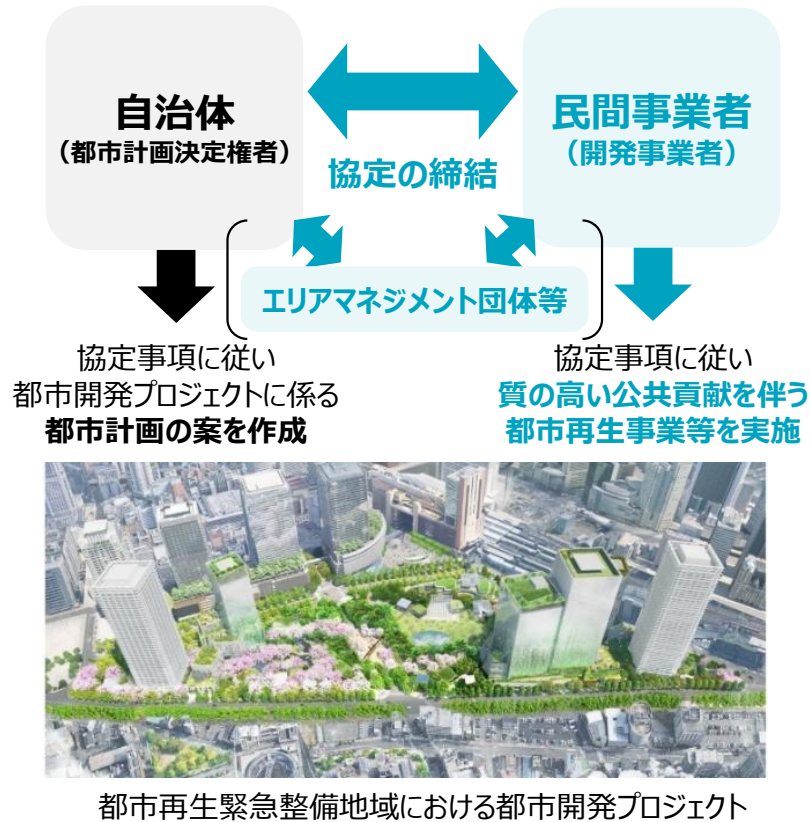 自治体
（都市計画決定権者）
民間事業者
（開発事業者）
協定の締結
エリアマネジメント団体等
協定事項に従い
都市開発プロジェクトに係る
都市計画の案を作成
協定事項に従い
質の高い公共貢献を伴う
都市再生事業等を実施
都市再生緊急整備地域における都市開発プロジェクト